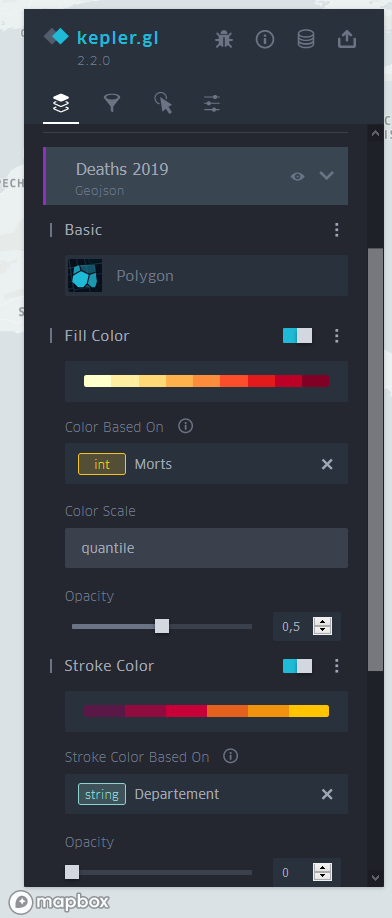 kepler.gl
2.2.0
Deaths 2019
Geojson
Basic
Polygon
Fill Color
Color Based On
int Morts
Color Scale
quantile
Opacity
0,5
Stroke Color
Stroke Color Based On
string Departement
Opacity
0
mapbox